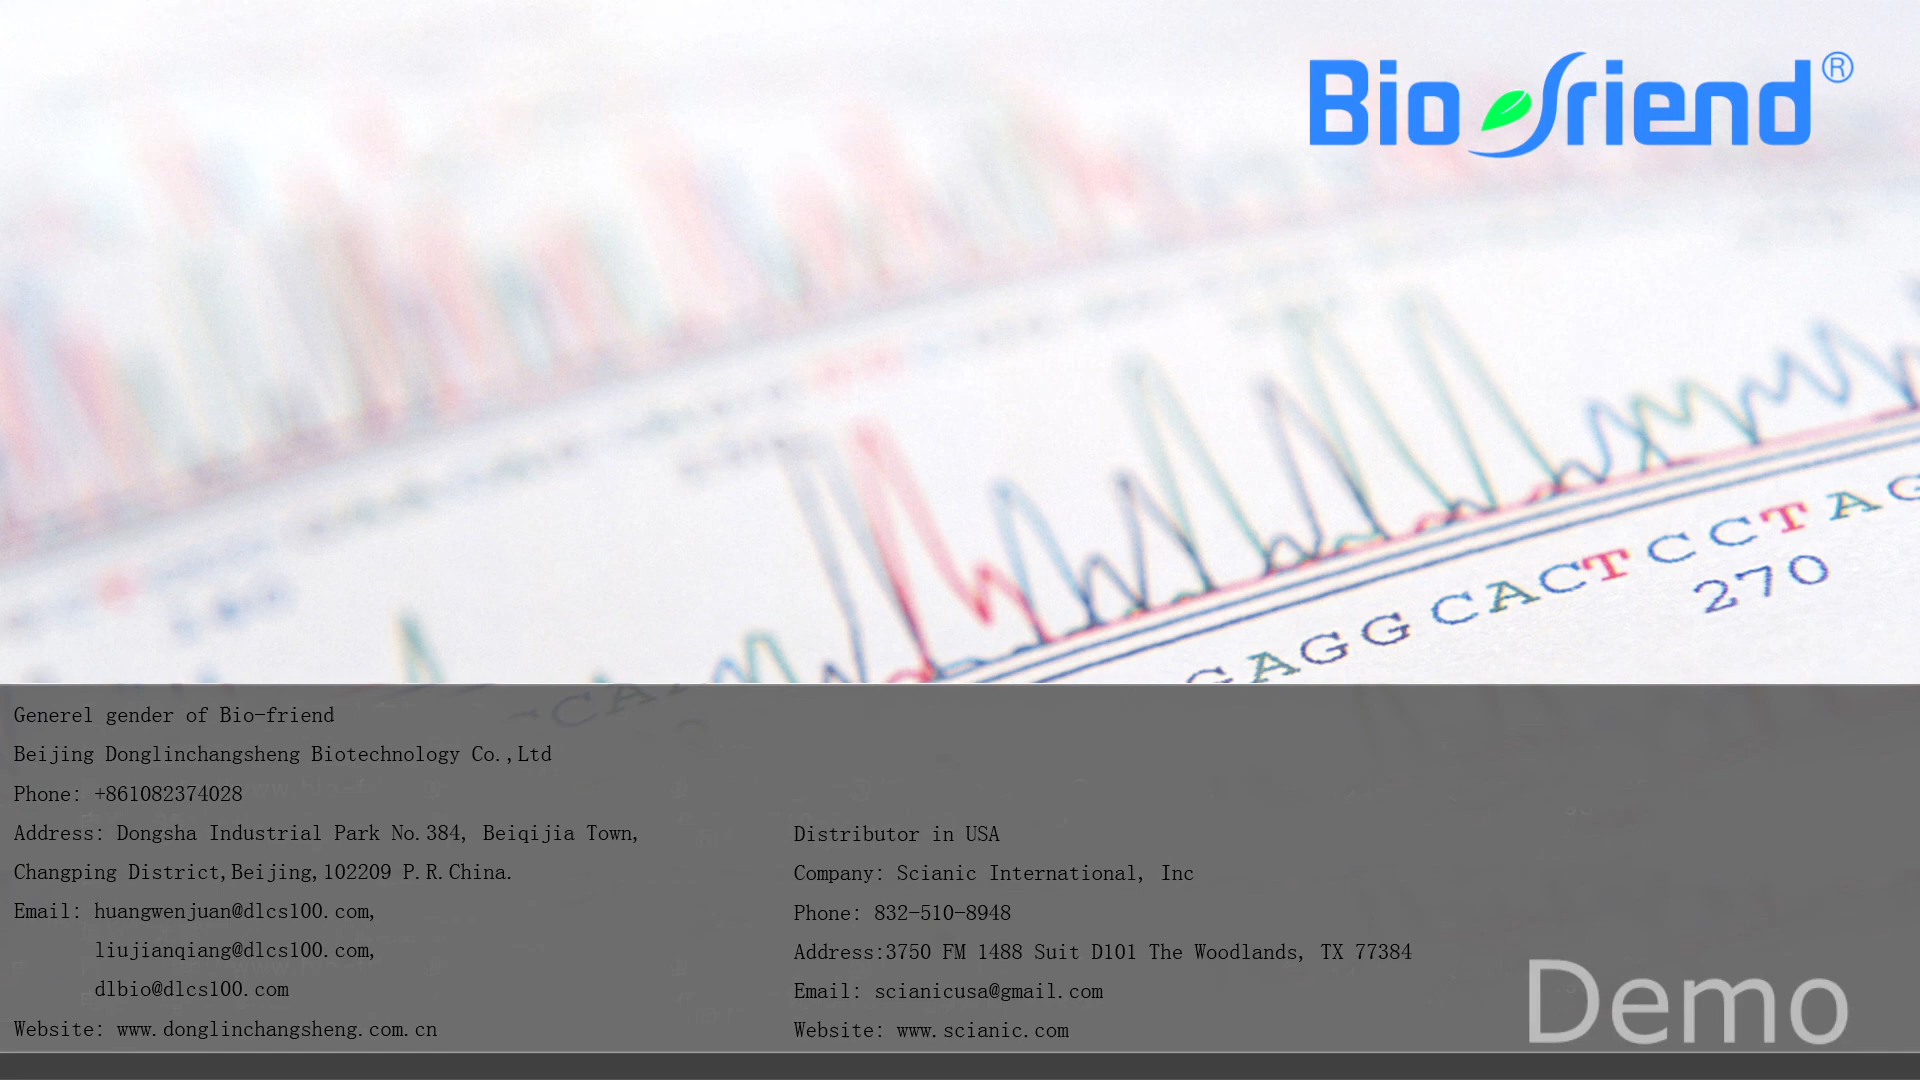 Bio friend®
GAGG CACTCCTAG
270
CA
Generel gender of Bio-friend
Beijing Donglinchangsheng Biotechnology Co.,Ltd
Phone: +861082374028
Address: Dongsha Industrial Park No.384, Beiqijia Town,
Changping District,Beijing,102209 P.R.China.
Email: huangwenjuan@dlcs100.com,
liujianqiang@dlcs100.com,
dlbio@dlcs100.com
Website: www.donglinchangsheng.com.cn
Distributor in USA
Company: Scianic International, Inc
Phone: 832-510-8948
Address:3750 FM 1488 Suit D101 The Woodlands, TX 77384
Email: scianicusa@gmail.com
Website: www.scianic.com
Demo